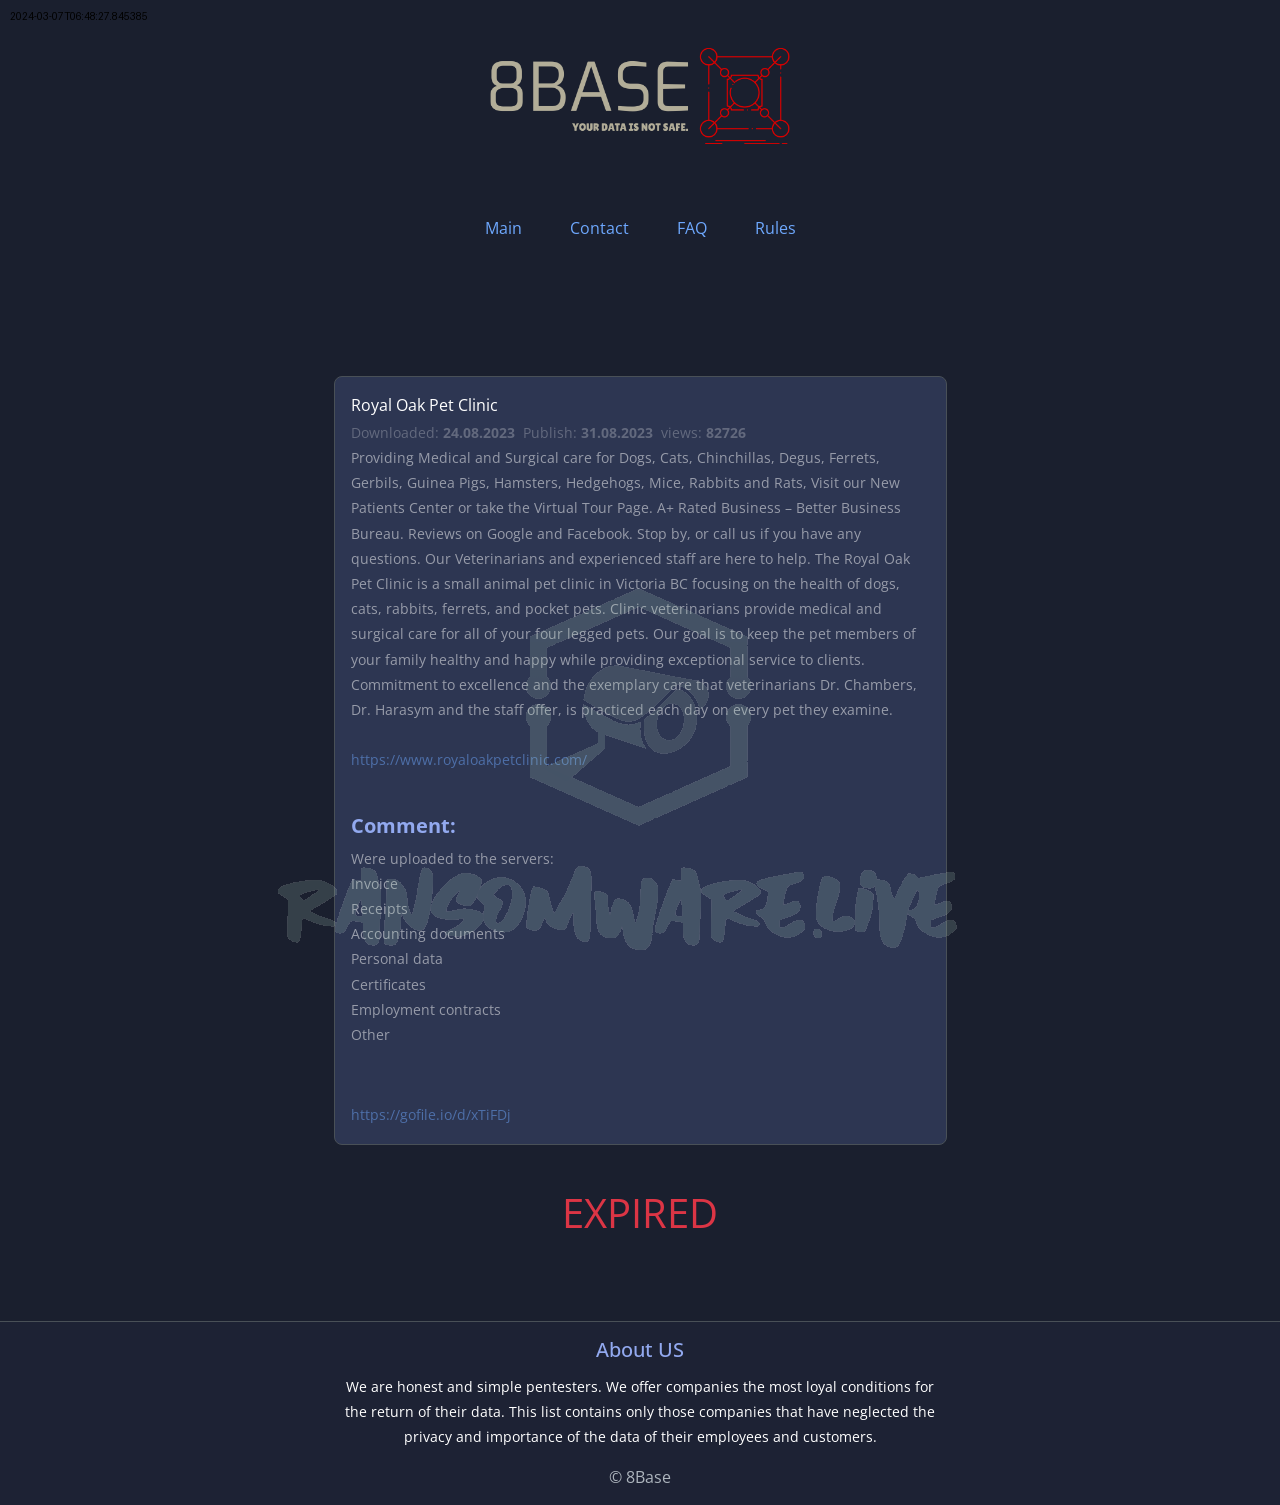 2024-03-07T06:48:27.845385
8BASE
YOUR DATA IS NOT SAFE.
Main Contact FAQ Rules
Royal Oak Pet Clinic
Downloaded: 24.08.2023 Publish: 31.08.2023 views: 82726
Providing Medical and Surgical care for Dogs, Cats, Chinchillas, Degus, Ferrets,
Gerbils, Guinea Pigs, Hamsters, Hedgehogs, Mice, Rabbits and Rats, Visit our New
Patients Center or take the Virtual Tour Page. A+ Rated Business – Better Business
Bureau. Reviews on Google and Facebook. Stop by, or call us if you have any
questions. Our Veterinarians and experienced staff are here to help. The Royal Oak
Pet Clinic is a small animal pet clinic in Victoria BC focusing on the health of dogs,
cats, rabbits, ferrets, and pocket pets. Clinic veterinarians provide medical and
surgical care for all of your four legged pets. Our goal is to keep the pet members of
your family healthy and happy while providing exceptional service to clients.
Commitment to excellence and the exemplary care that veterinarians Dr. Chambers,
Dr. Harasym and the staff offer, is practiced each day on every pet they examine.
https://www.royaloakpetclinic.com/
Comment:
Were uploaded to the servers:
Invoice
Receipts
RANSOMWARE.LIVE
Accounting documents
Personal data
Certificates
Employment contracts
Other
https://gofile.io/d/xTiFDj
EXPIRED
About US
We are honest and simple pentesters. We offer companies the most loyal conditions for
the return of their data. This list contains only those companies that have neglected the
privacy and importance of the data of their employees and customers.
© 8Base